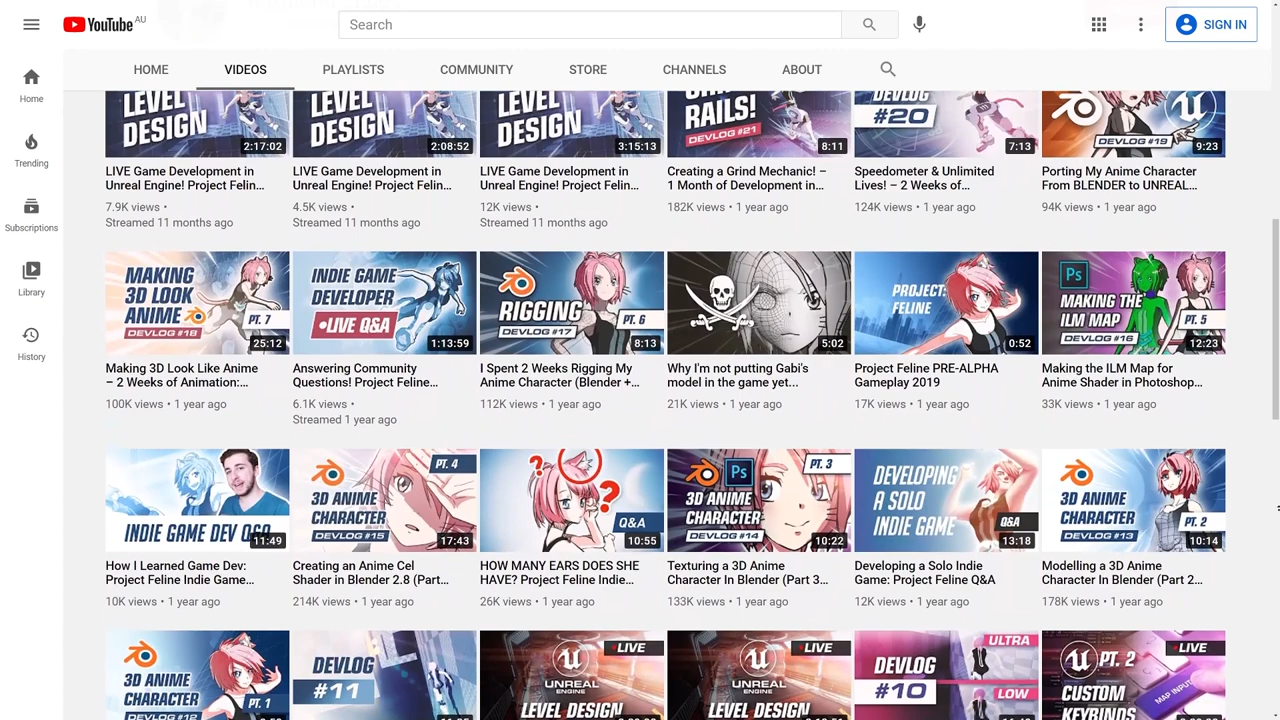 YouTube AU
Search
SIGN IN
HOME VIDEOS PLAYLISTS COMMUNITY STORE CHANNELS ABOUT
Home
Trending
Subscriptions
Library
History
LEVEL
DESIGN
2:17:02
LIVE Game Development in
Unreal Engine! Project Felin...
7.9K views •
Streamed 11 months ago
LEVEL
DESIGN
2:08:52
LIVE Game Development in
Unreal Engine! Project Felin...
4.5K views •
Streamed 11 months ago
LEVEL
DESIGN
3:15:13
LIVE Game Development in
Unreal Engine! Project Felin...
12K views •
Streamed 11 months ago
RAILS!
DEVLOG #21
8:11
Creating a Grind Mechanic! –
1 Month of Development in...
182K views • 1 year ago
DEVLOG
#20
7:13
Speedometer & Unlimited
Lives! – 2 Weeks of...
124K views • 1 year ago
DEVLOG #19
9:23
Porting My Anime Character
From BLENDER to UNREAL...
94K views • 1 year ago
MAKING
3D LOOK
ANIME
PT. 7
DEVLOG #18
25:12
Making 3D Look Like Anime
– 2 Weeks of Animation:...
100K views • 1 year ago
INDIE GAME
DEVELOPER
•LIVE Q&A
1:13:59
Answering Community
Questions! Project Feline...
6.1K views •
Streamed 1 year ago
RIGGING
PT. 6
DEVLOG #17
8:13
I Spent 2 Weeks Rigging My
Anime Character (Blender +...
112K views • 1 year ago
5:02
Why I'm not putting Gabi's
model in the game yet...
21K views • 1 year ago
PROJECT:
FELINE
0:52
Project Feline PRE-ALPHA
Gameplay 2019
17K views • 1 year ago
Ps
MAKING THE
ILM MAP
PT. 5
DEVLOG #16
12:23
Making the ILM Map for
Anime Shader in Photoshop...
33K views • 1 year ago
INDIE GAME DEV Q&A
11:49
How I Learned Game Dev:
Project Feline Indie Game...
10K views • 1 year ago
PT. 4
3D ANIME
CHARACTER
DEVLOG #15
17:43
Creating an Anime Cel
Shader in Blender 2.8 (Part...
214K views • 1 year ago
? ?
Q&A
10:55
HOW MANY EARS DOES SHE
HAVE? Project Feline Indie...
26K views • 1 year ago
Ps
PT. 3
3D ANIME
CHARACTER
DEVLOG #14
10:22
Texturing a 3D Anime
Character In Blender (Part 3...
133K views • 1 year ago
DEVELOPING
A SOLO
INDIE GAME
Q&A
13:18
Developing a Solo Indie
Game: Project Feline Q&A
12K views • 1 year ago
3D ANIME
CHARACTER
PT. 2
DEVLOG #13
10:14
Modelling a 3D Anime
Character In Blender (Part 2...
178K views • 1 year ago
3D ANIME
CHARACTER
PT. 1
DEVLOG #12
DEVLOG
#11
•LIVE
UNREAL
ENGINE
LEVEL DESIGN
•LIVE
UNREAL
ENGINE
LEVEL DESIGN
ULTRA
DEVLOG
#10
LOW
•LIVE
PT. 2
CUSTOM
KEYBINDS
MAP INPUT